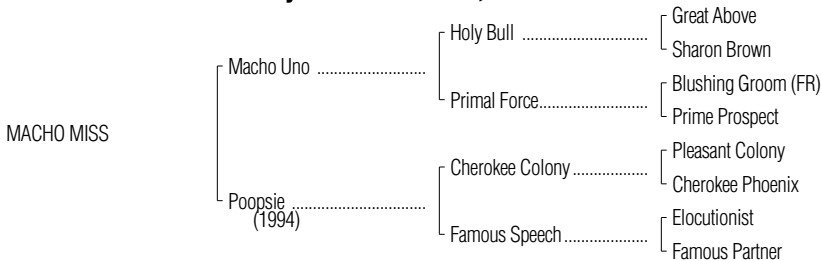 Great Above
Holy Bull ..............................
Sharon Brown
Macho Uno ..........................
Blushing Groom (FR)
Primal Force..........................
Prime Prospect
MACHO MISS
Pleasant Colony
Cherokee Colony ..................
Cherokee Phoenix
Poopsie ................................
(1994)
Elocutionist
Famous Speech....................
Famous Partner